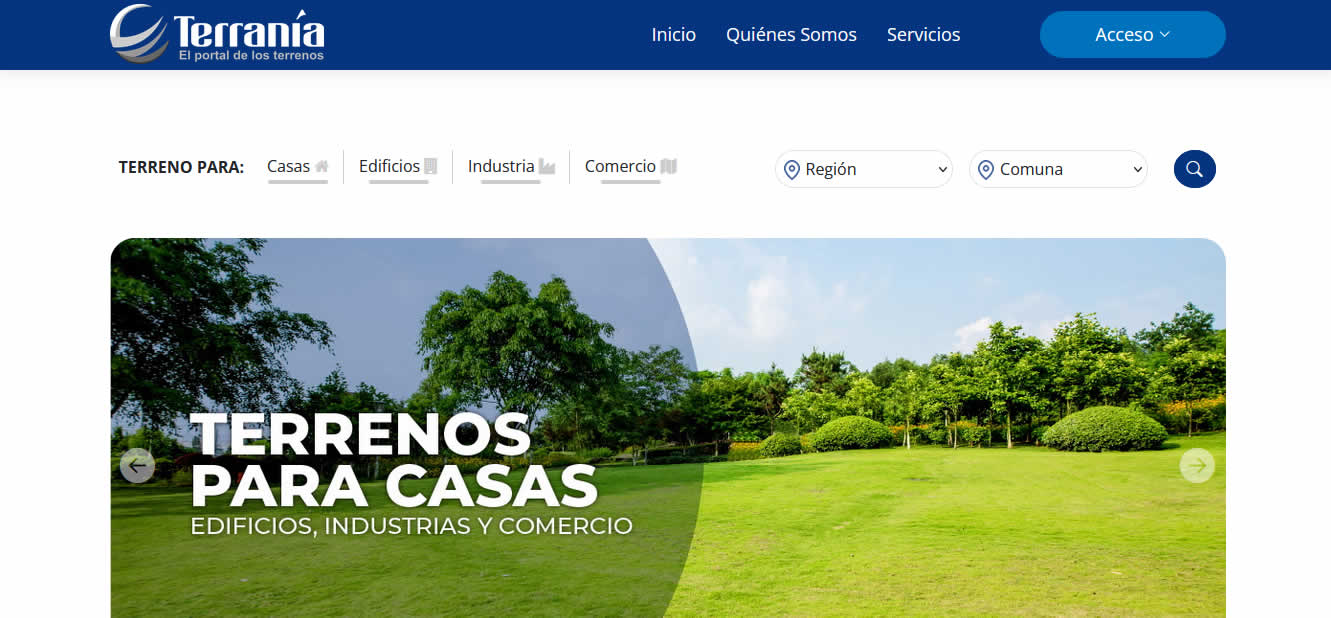 Terranía
El portal de los terrenos
Inicio
Quiénes Somos
Servicios
Acceso
TERRENO PARA:
Casas
Edificios
Industria
Comercio
Región
Comuna
TERRENOS
PARA CASAS
EDIFICIOS, INDUSTRIAS Y COMERCIO